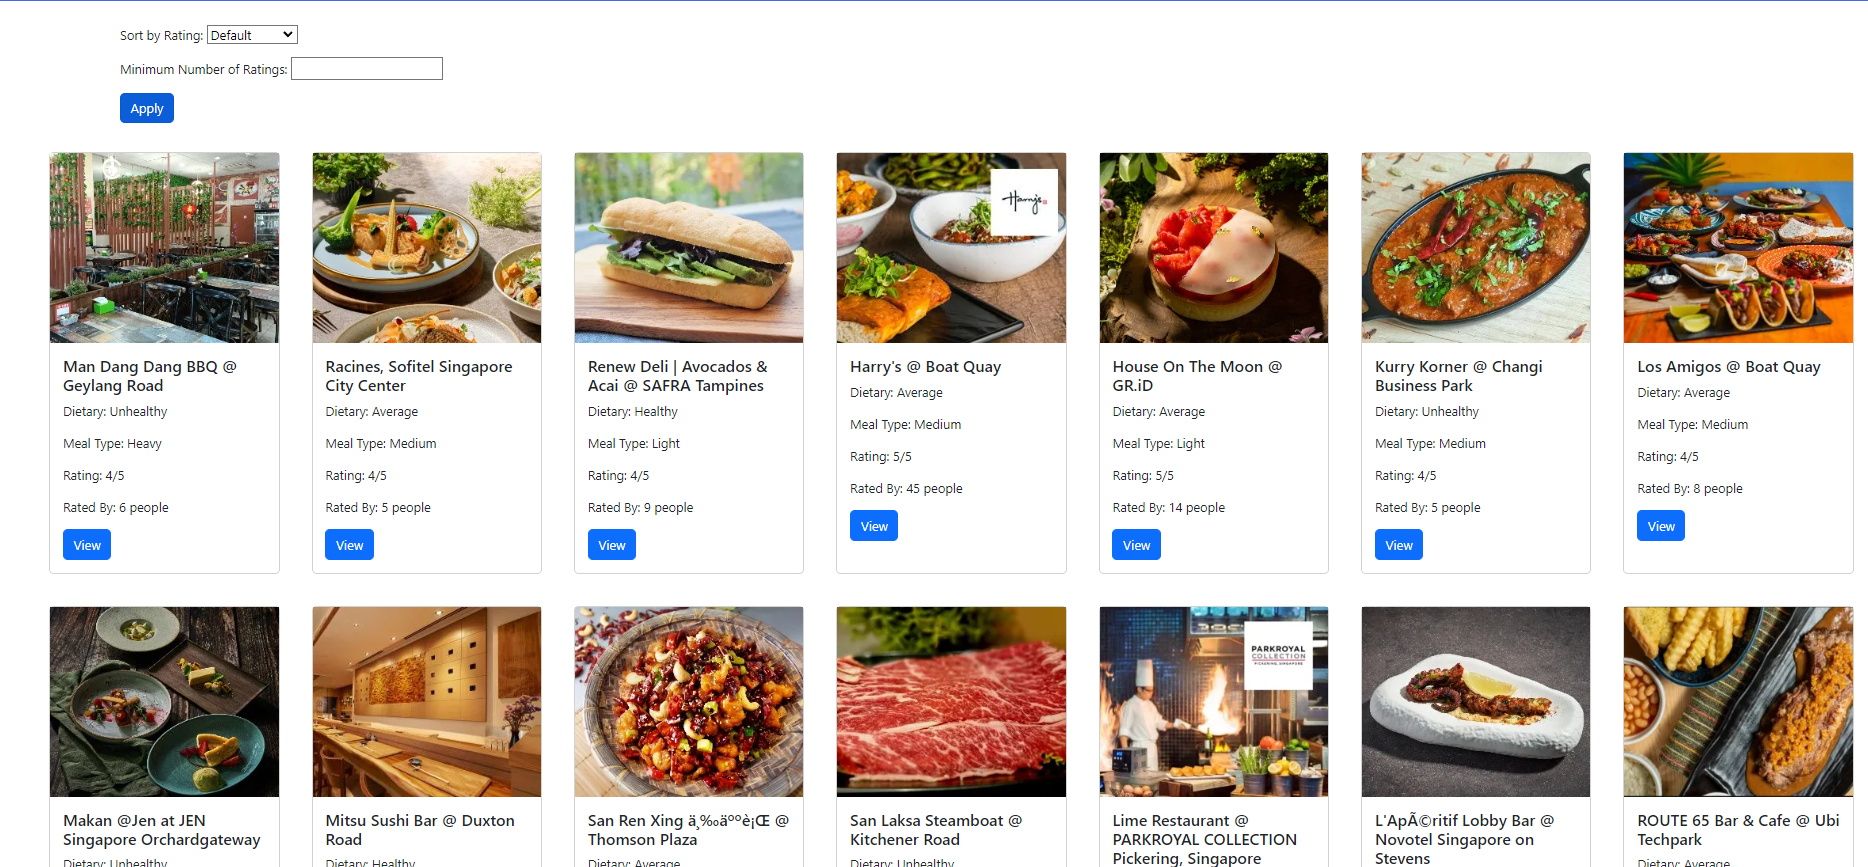 Sort by Rating: Default
Minimum Number of Ratings:
Apply
Harry's
Man Dang Dang BBQ @
Geylang Road
Dietary: Unhealthy
Meal Type: Heavy
Rating: 4/5
Rated By: 6 people
View
Racines, Sofitel Singapore
City Center
Dietary: Average
Meal Type: Medium
Rating: 4/5
Rated By: 5 people
View
Renew Deli | Avocados &
Acai @ SAFRA Tampines
Dietary: Healthy
Meal Type: Light
Rating: 4/5
Rated By: 9 people
View
Harry's @ Boat Quay
Dietary: Average
Meal Type: Medium
Rating: 5/5
Rated By: 45 people
View
House On The Moon @
GR.iD
Dietary: Average
Meal Type: Light
Rating: 5/5
Rated By: 14 people
View
Kurry Korner @ Changi
Business Park
Dietary: Unhealthy
Meal Type: Medium
Rating: 4/5
Rated By: 5 people
View
Los Amigos @ Boat Quay
Dietary: Average
Meal Type: Medium
Rating: 4/5
Rated By: 8 people
View
PARKROYAL
COLLECTION
PICKERING, SINGAPORE
Makan @Jen at JEN
Singapore Orchardgateway
Dietary: Unhealthy
Mitsu Sushi Bar @ Duxton
Road
Dietary: Healthy
San Ren Xing ä¸‰äººè¡Œ @
Thomson Plaza
Dietary: Average
San Laksa Steamboat @
Kitchener Road
Dietary: Unhealthy
Lime Restaurant @
PARKROYAL COLLECTION
Pickering, Singapore
L'ApÃ©ritif Lobby Bar @
Novotel Singapore on
Stevens
ROUTE 65 Bar & Cafe @ Ubi
Techpark
Dietary: Average